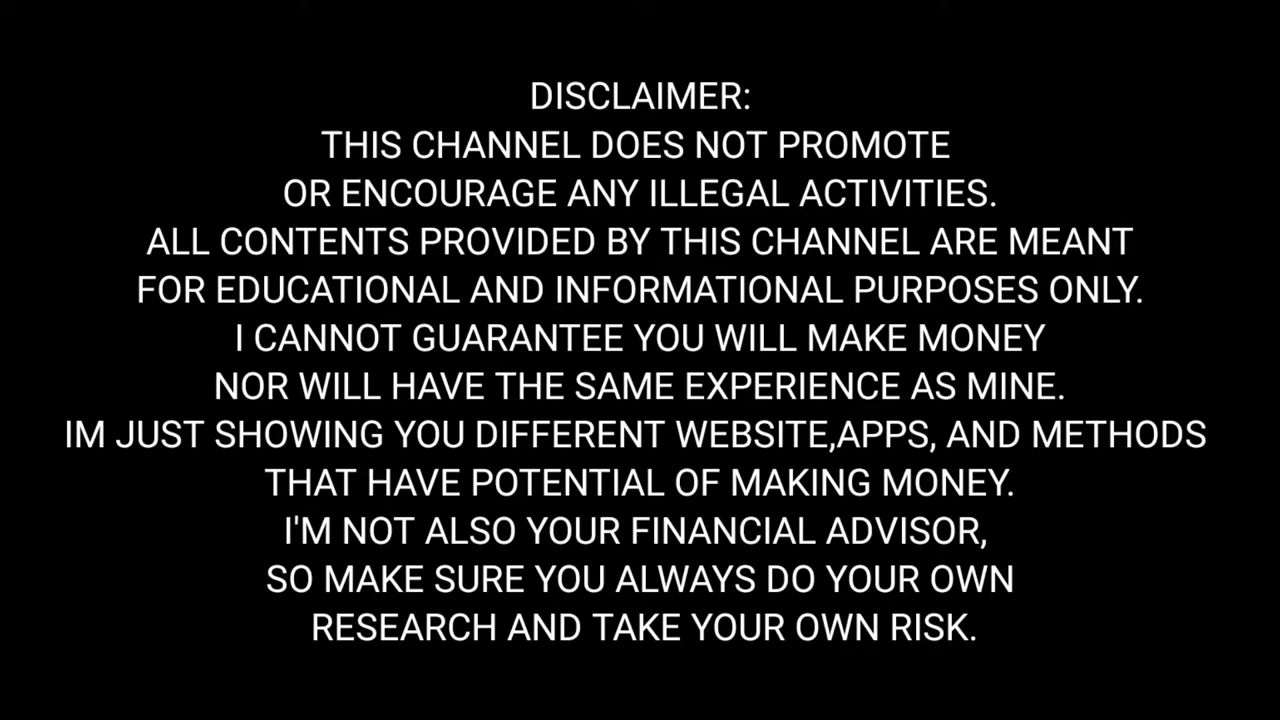 DISCLAIMER:
THIS CHANNEL DOES NOT PROMOTE
OR ENCOURAGE ANY ILLEGAL ACTIVITIES.
ALL CONTENTS PROVIDED BY THIS CHANNEL ARE MEANT
FOR EDUCATIONAL AND INFORMATIONAL PURPOSES ONLY.
I CANNOT GUARANTEE YOU WILL MAKE MONEY
NOR WILL HAVE THE SAME EXPERIENCE AS MINE.
IM JUST SHOWING YOU DIFFERENT WEBSITE,APPS, AND METHODS
THAT HAVE POTENTIAL OF MAKING MONEY.
I'M NOT ALSO YOUR FINANCIAL ADVISOR,
SO MAKE SURE YOU ALWAYS DO YOUR OWN
RESEARCH AND TAKE YOUR OWN RISK.